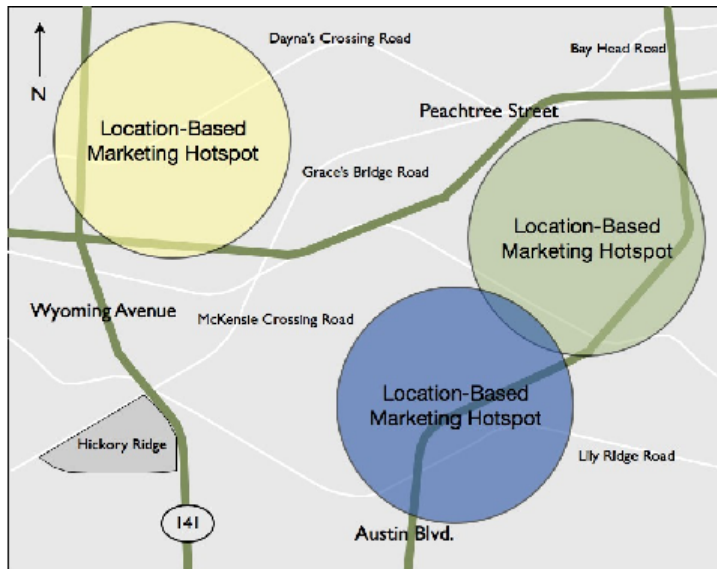 Dayna's Crossing Road
Bay Head Road
N
Peachtree Street
Location-Based
Marketing Hotspot
Grace's Bridge Road
Location-Based
Marketing Hotspot
Wyoming Avenue
McKensie Crossing Road
Location-Based
Marketing Hotspot
Hickory Ridge
Lily Ridge Road
141
Austin Blvd.